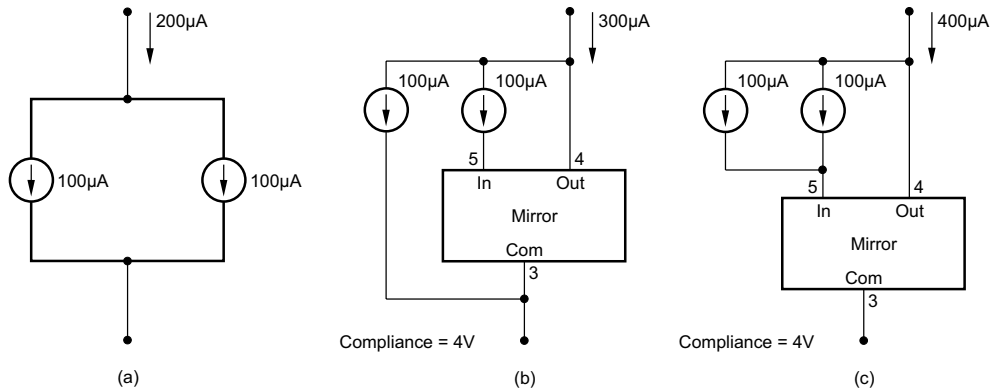 200µA
100µA
100µA
(a)
300µA
100µA
100µA
5
4
In
Out
Mirror
Com
3
Compliance = 4V
(b)
400µA
100µA
100µA
5
4
In
Out
Mirror
Com
3
Compliance = 4V
(c)